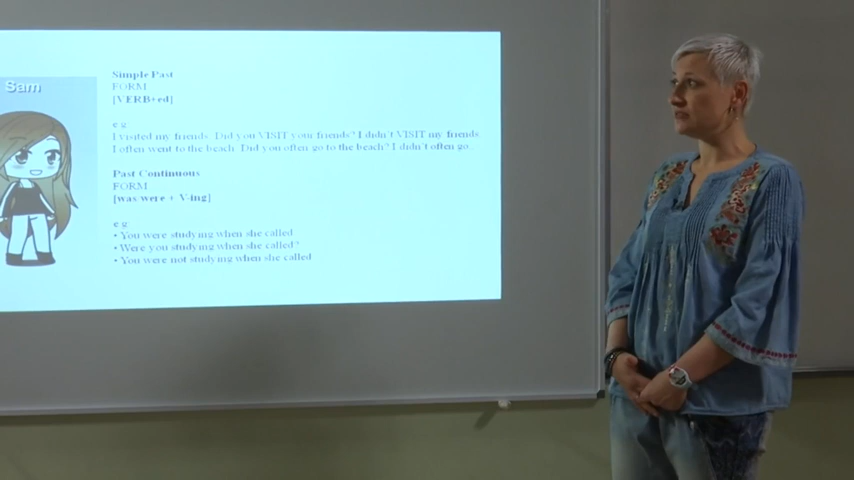 Sam
Simple Past
FORM
[VERB+ed]
e.g.
I visited my friends. Did you VISIT your friends? I didn't VISIT my friends.
I often went to the beach. Did you often go to the beach? I didn't often go...
Past Continuous
FORM
[was were + V-ing]
e.g.
• You were studying when she called
• Were you studying when she called?
• You were not studying when she called